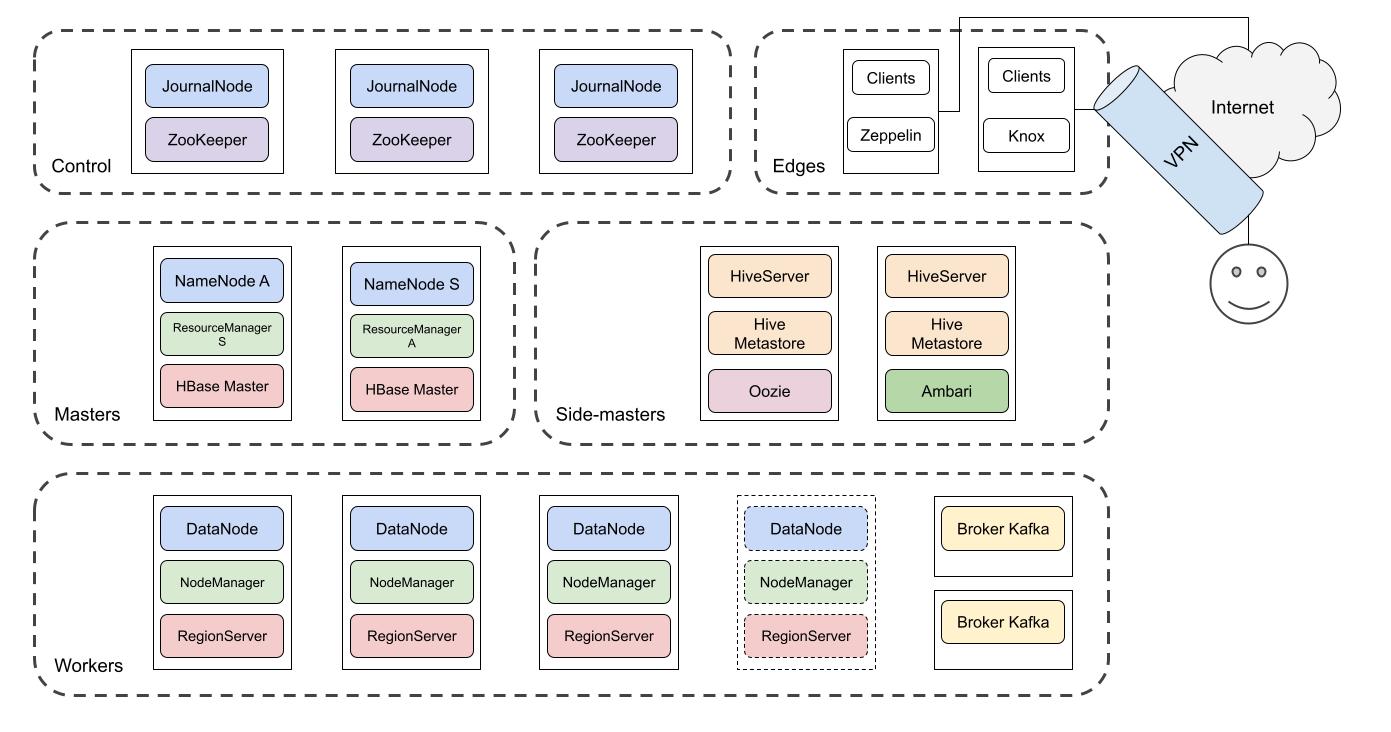 JournalNode
ZooKeeper
JournalNode
ZooKeeper
JournalNode
ZooKeeper
Control
Clients
Zeppelin
Clients
Knox
Edges
Internet
VPN
NameNode A
ResourceManager
S
HBase Master
NameNode S
ResourceManager
A
HBase Master
Masters
HiveServer
Hive
Metastore
Oozie
HiveServer
Hive
Metastore
Ambari
Side-masters
DataNode
NodeManager
RegionServer
DataNode
NodeManager
RegionServer
DataNode
NodeManager
RegionServer
DataNode
NodeManager
RegionServer
Broker Kafka
Broker Kafka
Workers